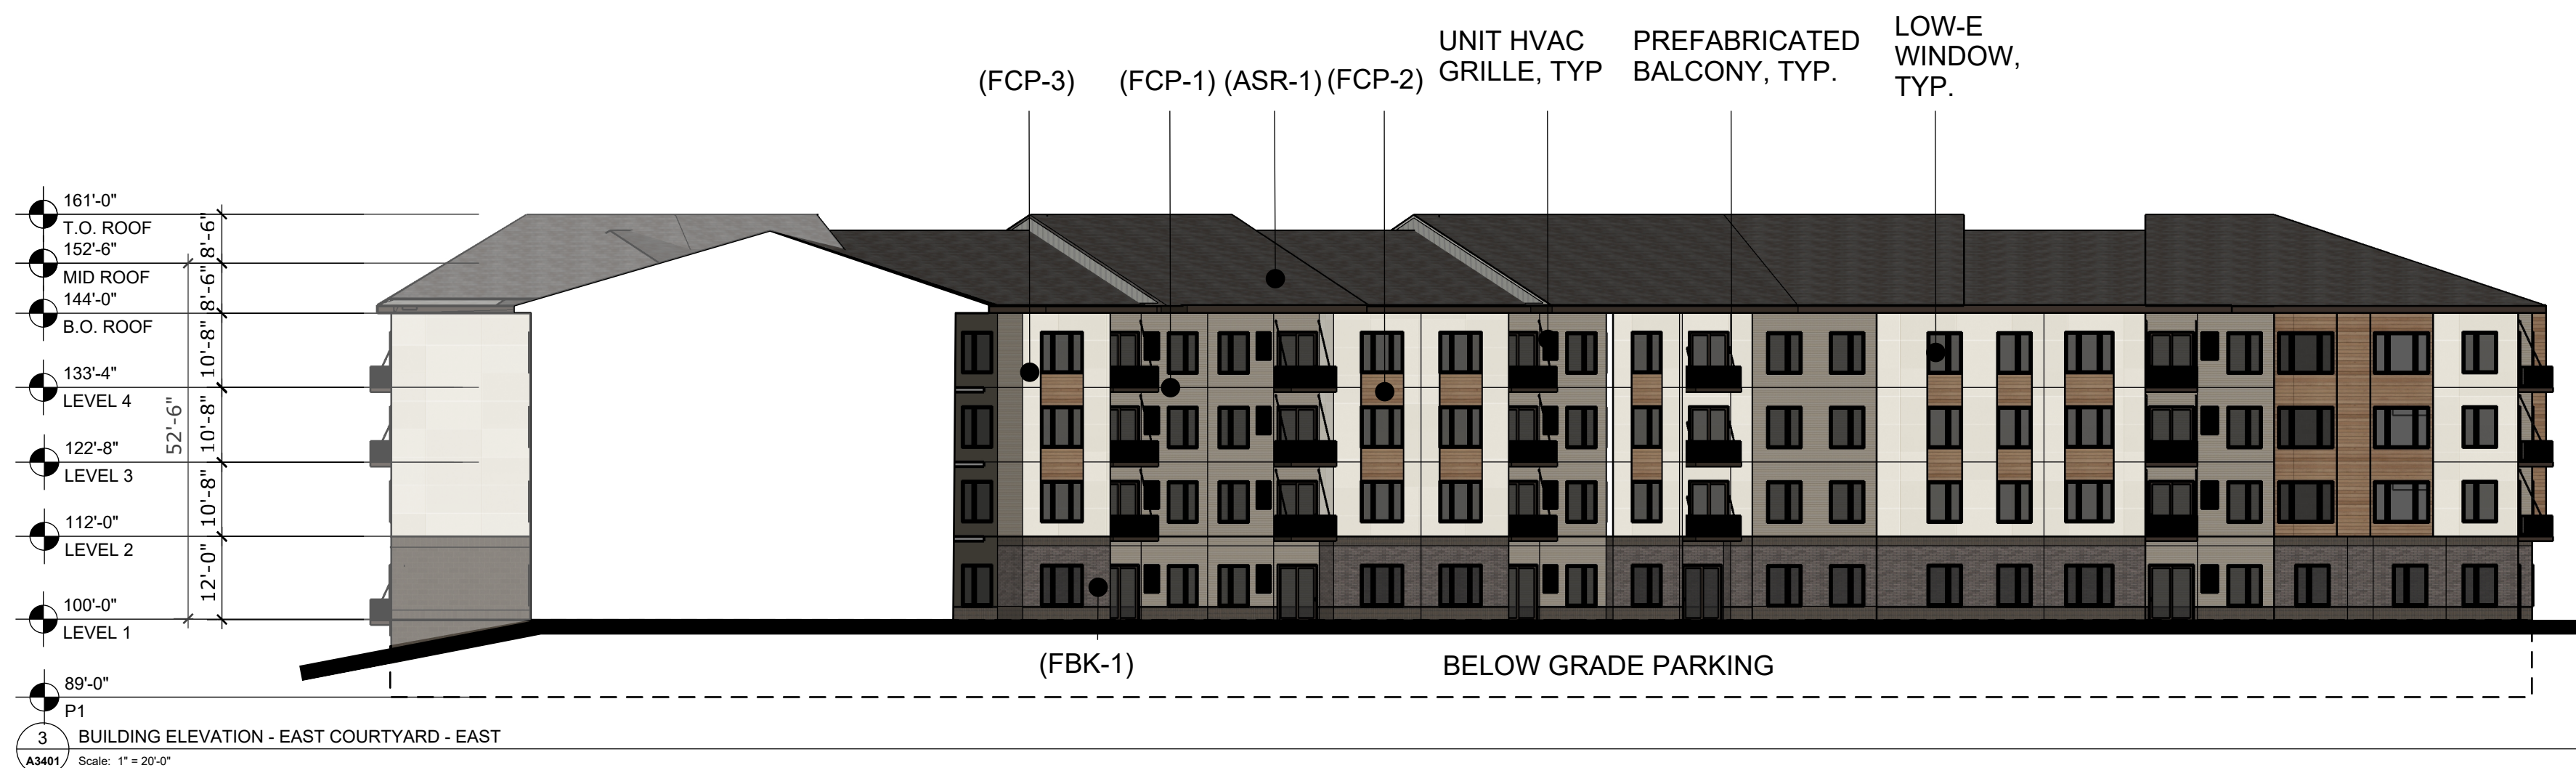 LOW-E
WINDOW,
TYP.
UNIT HVAC
GRILLE, TYP
PREFABRICATED
BALCONY, TYP.
(FCP-3)
(FCP-1)
(ASR-1)
(FCP-2)
161'-0"
T.O. ROOF
152'-6"
MID ROOF
144'-0"
B.O. ROOF
133'-4"
LEVEL 4
122'-8"
LEVEL 3
112'-0"
LEVEL 2
100'-0"
LEVEL 1
89'-0"
P1
52'-6"
8'-6"
8'-6"
10'-8"
10'-8"
10'-8"
12'-0"
(FBK-1)
BELOW GRADE PARKING
3
A3401
BUILDING ELEVATION - EAST COURTYARD - EAST
Scale: 1" = 20'-0"